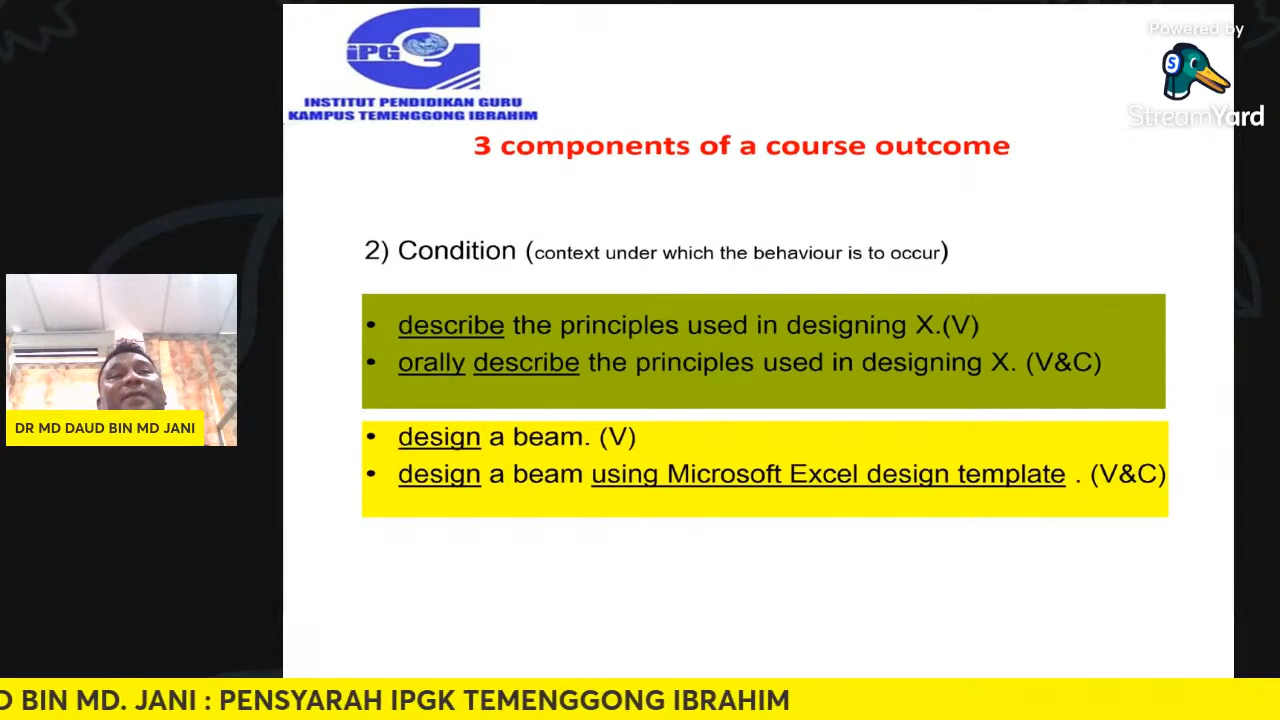 iPG
INSTITUT PENDIDIKAN GURU
KAMPUS TEMENGGONG IBRAHIM
Powered by
S
StreamYard
3 components of a course outcome
2) Condition (context under which the behaviour is to occur)
• describe the principles used in designing X.(V)
• orally describe the principles used in designing X. (V&C)
• design a beam. (V)
• design a beam using Microsoft Excel design template . (V&C)
DR MD DAUD BIN MD JANI
D BIN MD. JANI : PENSYARAH IPGK TEMENGGONG IBRAHIM